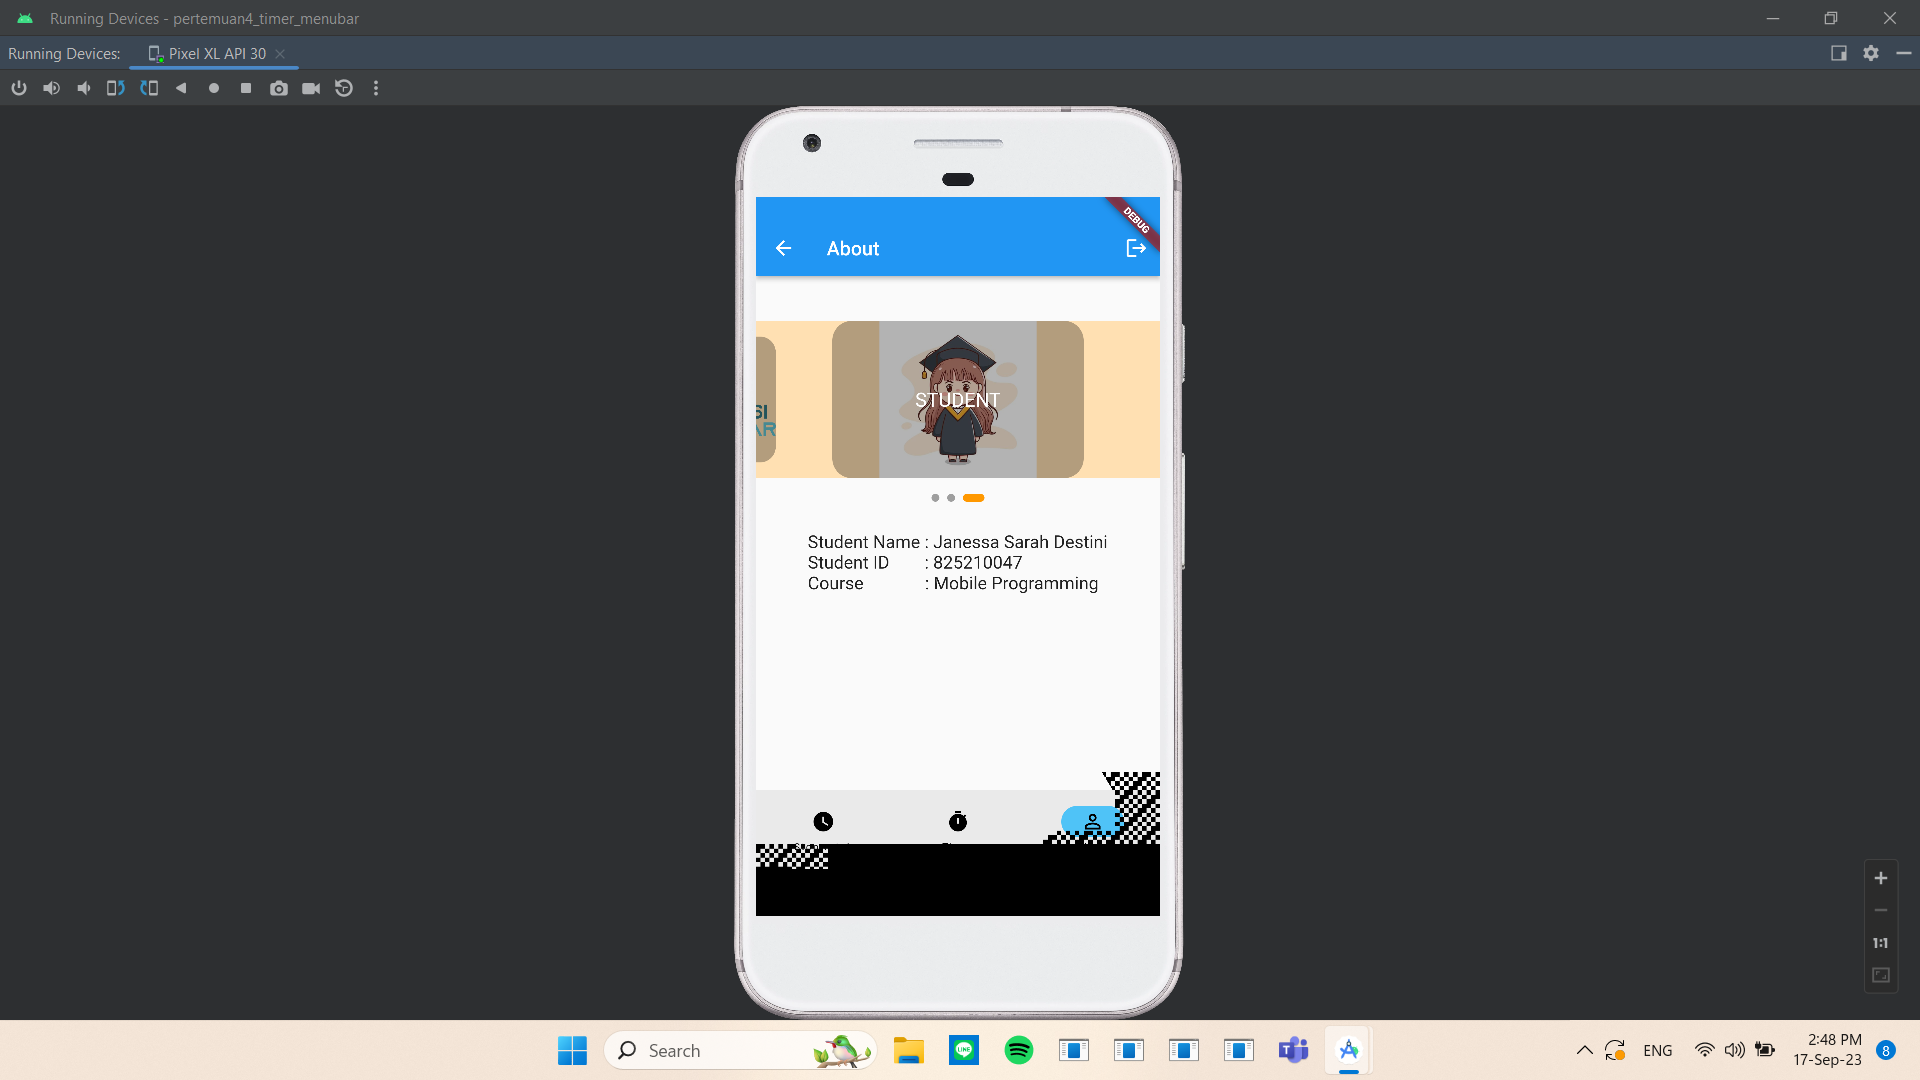 Running Devices - pertemuan4_timer_menubar
Running Devices: Pixel XL API 30
DEBUG
About
SI
AR
STUDENT
Student Name : Janessa Sarah Destini
Student ID : 825210047
Course : Mobile Programming
1:1
Search
ENG
2:48 PM
17-Sep-23
8